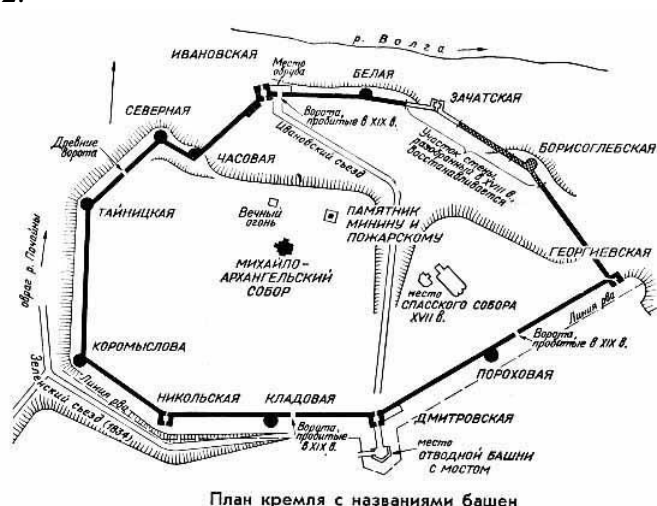 2.
р. Волга
ИВАНОВСКАЯ
Место
обруба
БЕЛАЯ
ЗАЧАТСКАЯ
СЕВЕРНАЯ
Ворота,
пробитые в XIX в.
Древние
ворота
ЧАСОВАЯ
Ивановский съезд
Участок стены,
разобранный в XVIII в.
восстанавливается
БОРИСОГЛЕБСКАЯ
ТАЙНИЦКАЯ
Вечный
огонь
ПАМЯТНИК
МИНИНУ И
ПОЖАРСКОМУ
ГЕОРГИЕВСКАЯ
овраг р. Почайны
МИХАЙЛО-
АРХАНГЕЛЬСКИЙ
СОБОР
место
СПАССКОГО СОБОРА
XVII в.
Линия рва
Ворота,
пробитые в XIX в.
КОРОМЫСЛОВА
ПОРОХОВАЯ
Зеленский съезд (1834)
Линия рва
НИКОЛЬСКАЯ
КЛАДОВАЯ
ДМИТРОВСКАЯ
Ворота,
пробитые
в XIX в.
место
ОТВОДНОЙ БАШНИ
С МОСТОМ
План кремля с названиями башен